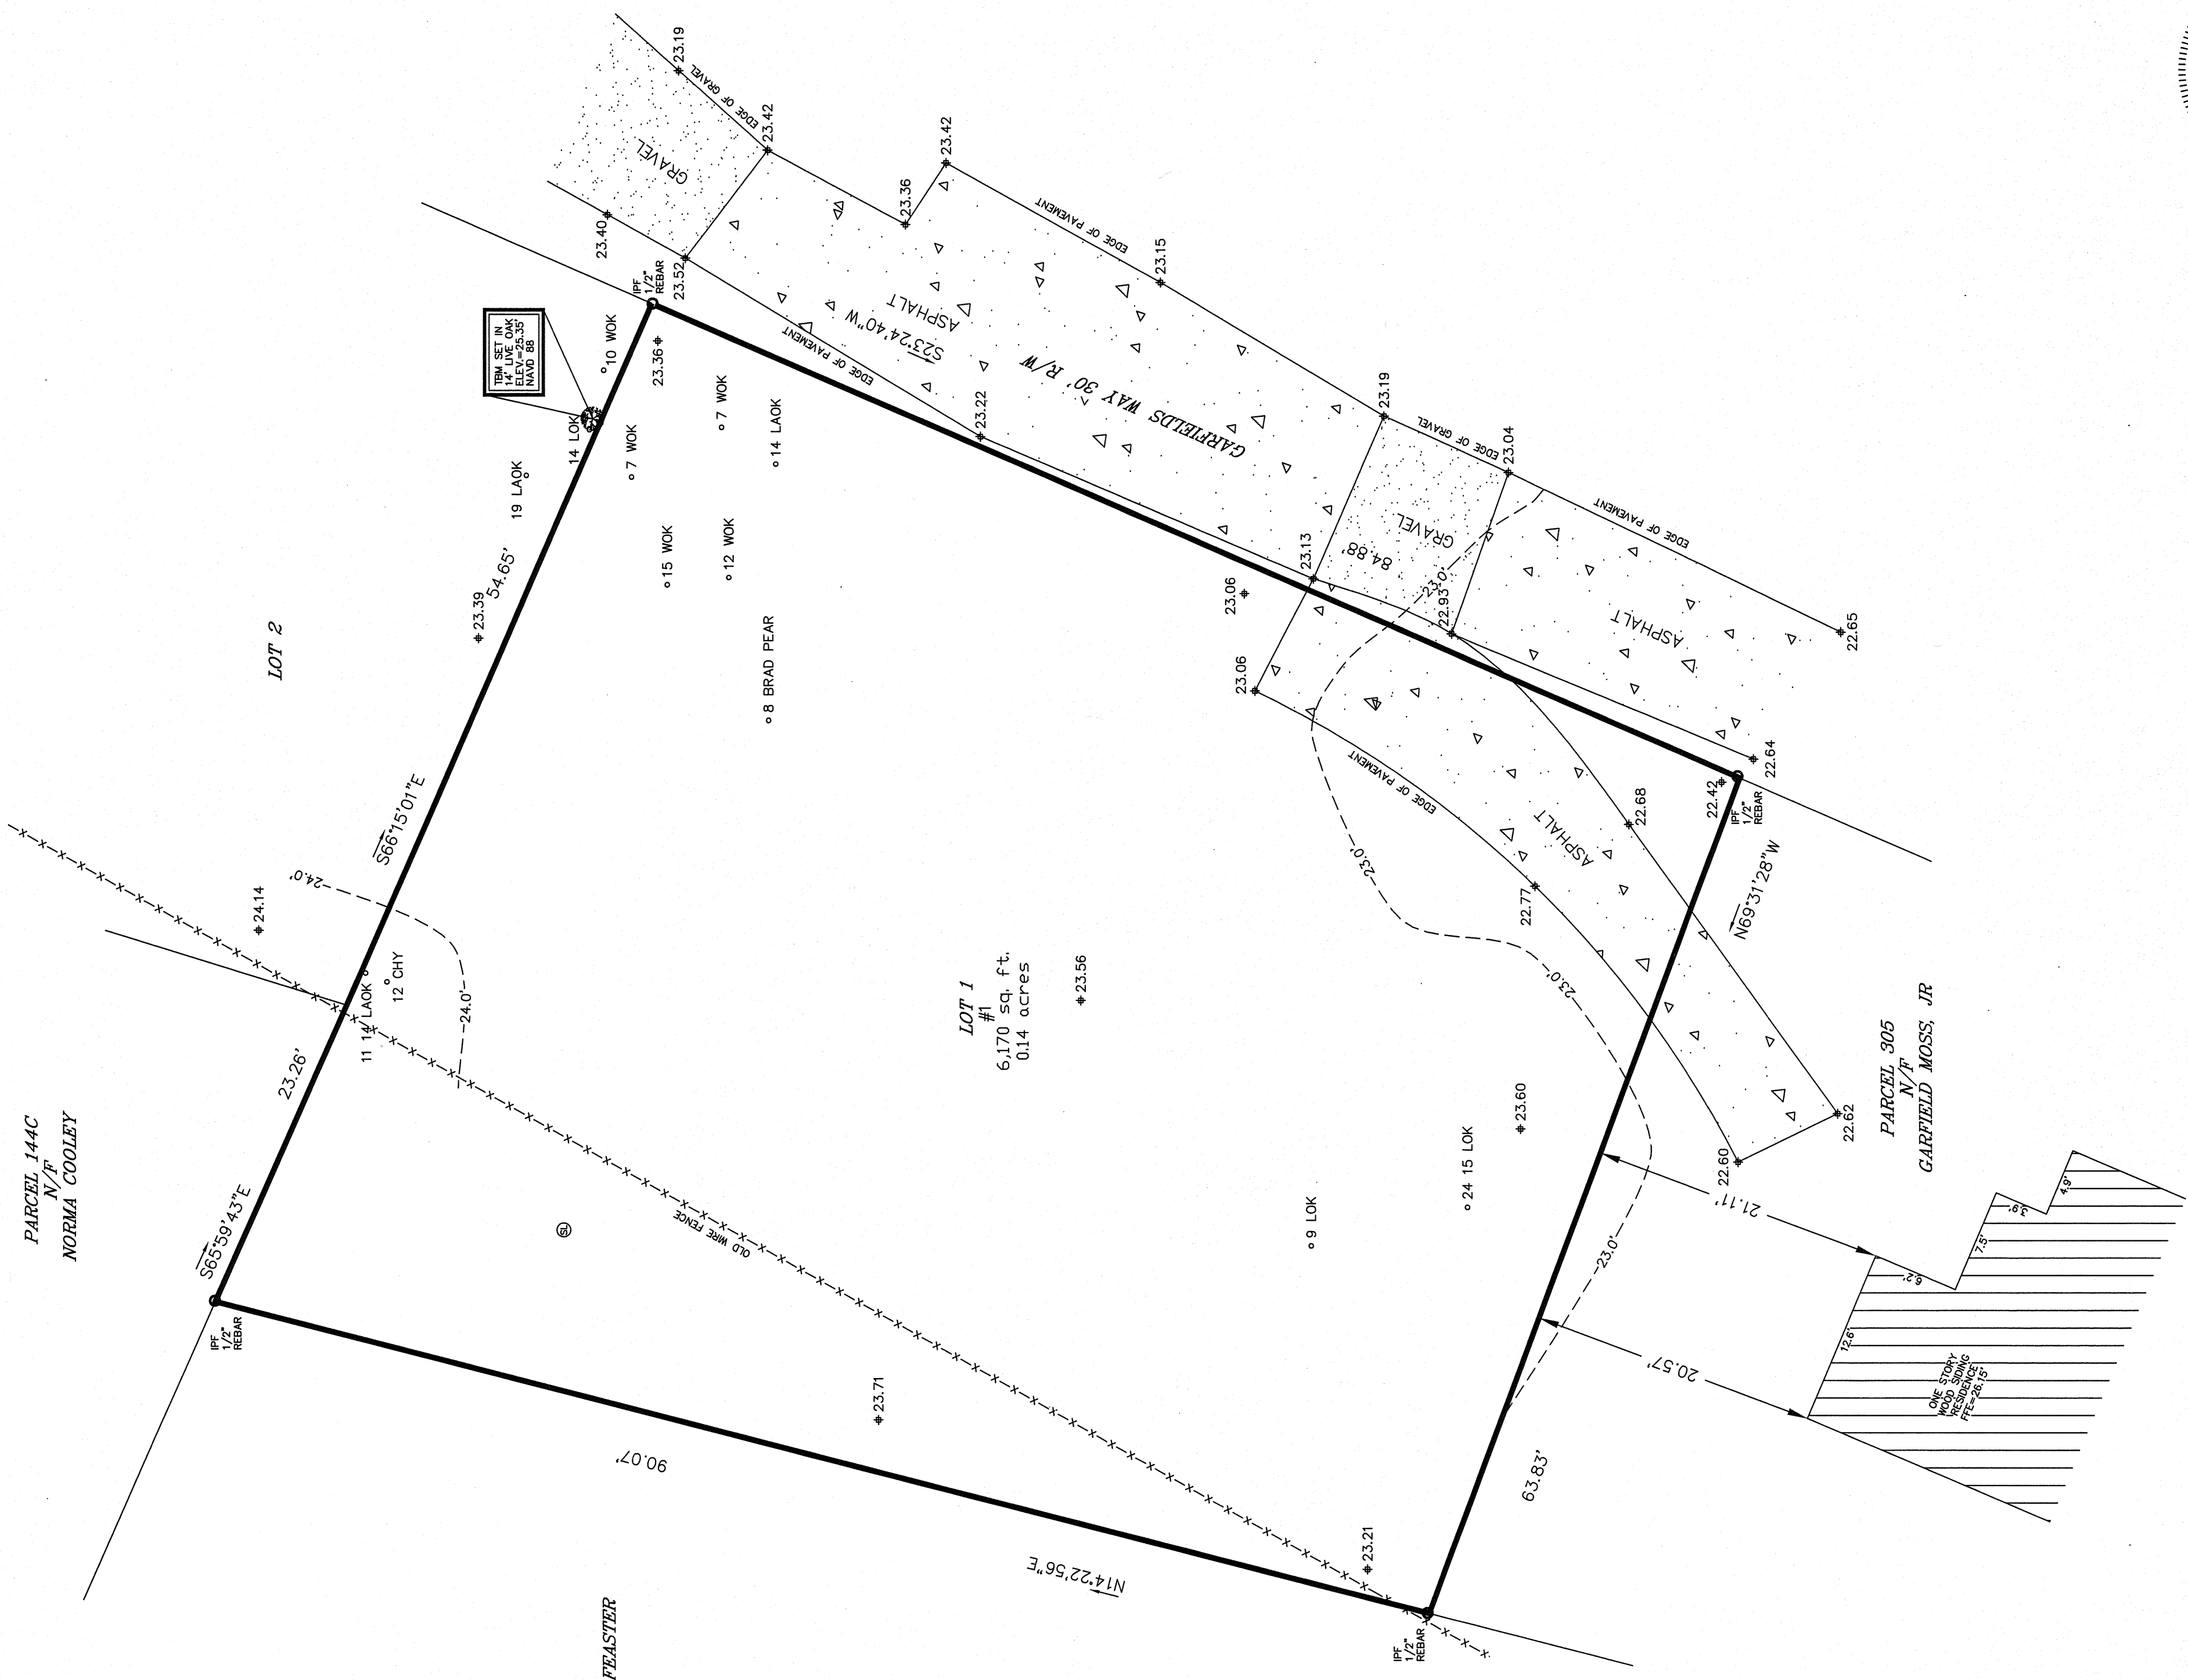 PARCEL 144C
N/F
NORMA COOLEY
LOT 2
FEASTER
S65°59'43"E
23.26'
S66°15'01"E
54.65'
TBM SET IN
14' LIVE OAK
ELEV.=25.35'
NAVD 88
IPF
1/2"
REBAR
IPF
1/2"
REBAR
IPF
1/2"
REBAR
IPF
1/2"
REBAR
24.14
24.0'
24.0'
11 14 LAOK
12 CHY
23.39
19 LAOK
14 LOK
10 WOK
7 WOK
7 WOK
14 LAOK
15 WOK
12 WOK
8 BRAD PEAR
23.36
23.52
23.40
23.19
23.42
23.36
23.42
23.15
23.19
23.04
23.22
23.13
23.06
23.06
22.93
22.65
22.64
22.42
22.68
22.77
22.60
22.62
GRAVEL
EDGE OF GRAVEL
ASPHALT
S23°24'40"W
EDGE OF PAVEMENT
EDGE OF PAVEMENT
GARFIELDS WAY 30' R/W
GRAVEL
84.88'
EDGE OF GRAVEL
23.0'
ASPHALT
EDGE OF PAVEMENT
EDGE OF PAVEMENT
ASPHALT
23.0'
23.0'
23.0'
LOT 1
#1
6,170 sq. ft.
0.14 acres
23.56
23.60
24 15 LOK
9 LOK
SL
OLD WIRE FENCE
23.71
23.21
90.07'
N14°22'56"E
63.83'
N69°31'28"W
PARCEL 305
N/F
GARFIELD MOSS, JR
21.11'
20.57'
12.6'
6.2'
7.5'
3.9'
4.9'
ONE STORY
WOOD SIDING
RESIDENCE
FFE=26.15'